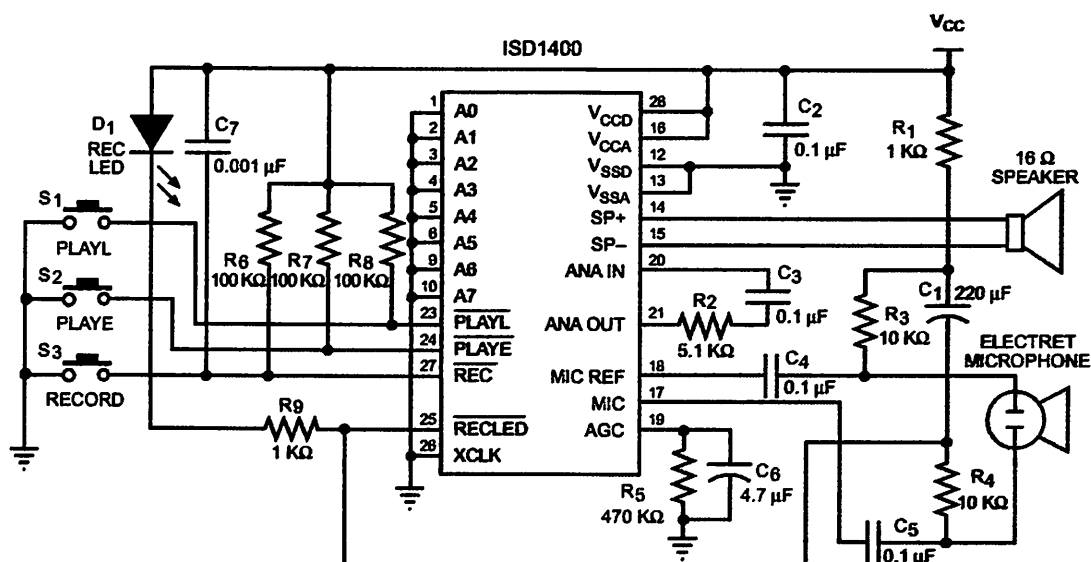 VCC
ISD1400
D1
REC
LED
C7
0.001 µF
S1
PLAYL
S2
PLAYE
S3
RECORD
R6
100 KΩ
R7
100 KΩ
R8
100 KΩ
R9
1 KΩ
1 A0
2 A1
3 A2
4 A3
5 A4
6 A5
9 A6
10 A7
23 PLAYL
24 PLAYE
27 REC
25 RECLED
26 XCLK
VCCD 28
VCCA 16
VSSD 12
VSSA 13
SP+ 14
SP– 15
ANA IN 20
ANA OUT 21
MIC REF 18
MIC 17
AGC 19
C2
0.1 µF
R1
1 KΩ
16 Ω
SPEAKER
C3
0.1 µF
R2
5.1 KΩ
C1
220 µF
R3
10 KΩ
C4
0.1 µF
ELECTRET
MICROPHONE
R5
470 KΩ
C6
4.7 µF
R4
10 KΩ
C5
0.1 µF